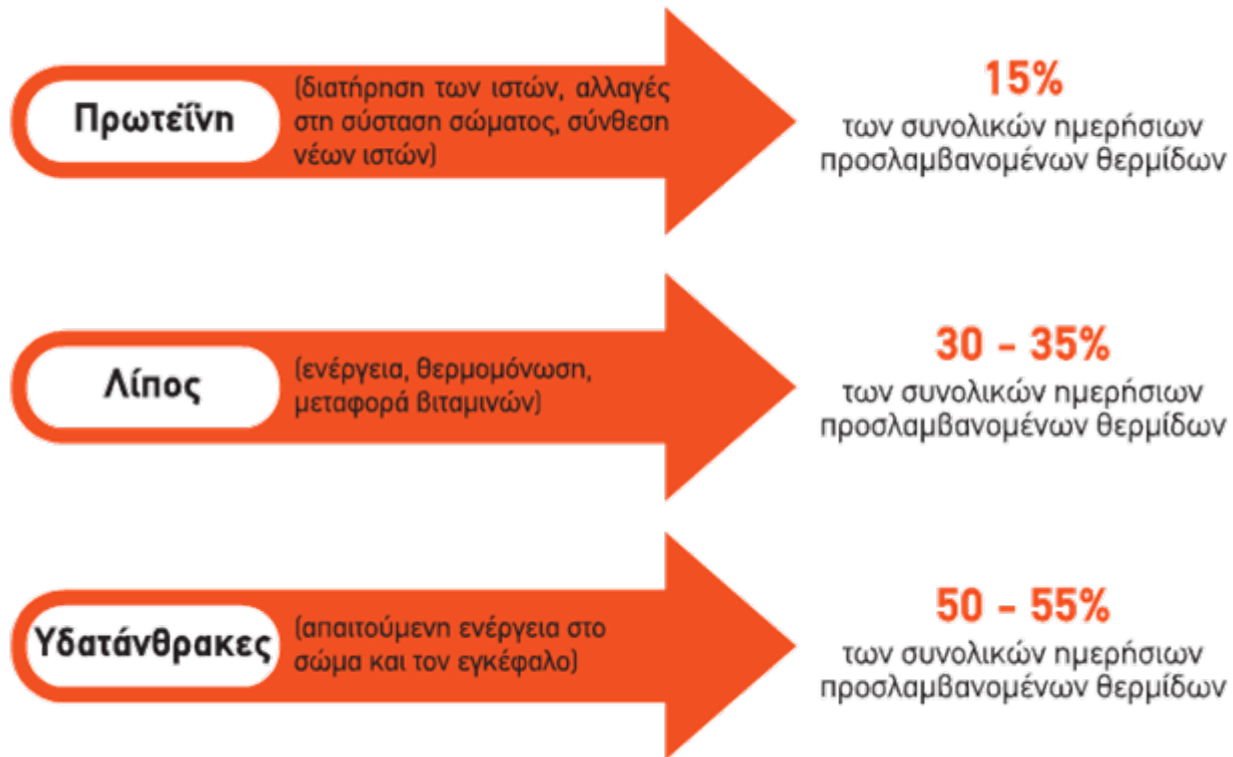 Πρωτεΐνη
(διατήρηση των ιστών, αλλαγές
στη σύσταση σώματος, σύνθεση
νέων ιστών)
15%
των συνολικών ημερήσιων
προσλαμβανομένων θερμίδων
Λίπος
(ενέργεια, θερμομόνωση,
μεταφορά βιταμινών)
30 - 35%
των συνολικών ημερήσιων
προσλαμβανομένων θερμίδων
Υδατάνθρακες
(απαιτούμενη ενέργεια στο
σώμα και τον εγκέφαλο)
50 - 55%
των συνολικών ημερήσιων
προσλαμβανομένων θερμίδων